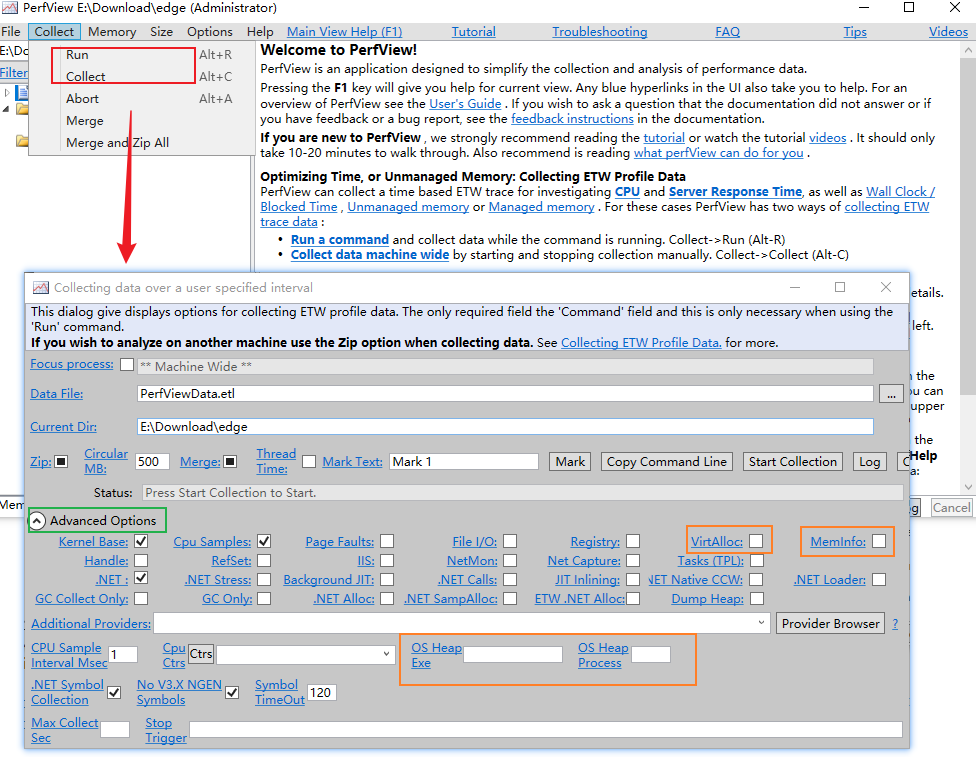 PerfView E:\Download\edge (Administrator)
File Collect Memory Size Options Help Main View Help (F1) Tutorial Troubleshooting FAQ Tips Videos
E:\Do
Filter
Run Alt+R
Collect Alt+C
Abort Alt+A
Merge
Merge and Zip All
Welcome to PerfView!
PerfView is an application designed to simplify the collection and analysis of performance data.
Pressing the F1 key will give you help for current view. Any blue hyperlinks in the UI also take you to help. For an
overview of PerfView see the User's Guide . If you wish to ask a question that the documentation did not answer or if
you have feedback or a bug report, see the feedback instructions in the documentation.
If you are new to PerfView , we strongly recommend reading the tutorial or watch the tutorial videos . It should only
take 10-20 minutes to walk through. Also recommend is reading what perfView can do for you .
Optimizing Time, or Unmanaged Memory: Collecting ETW Profile Data
PerfView can collect a time based ETW trace for investigating CPU and Server Response Time, as well as Wall Clock /
Blocked Time , Unmanaged memory or Managed memory . For these cases PerfView has two ways of collecting ETW
trace data :
• Run a command and collect data while the command is running. Collect->Run (Alt-R)
• Collect data machine wide by starting and stopping collection manually. Collect->Collect (Alt-C)
etails.
left.
n the
ou can
upper
the
Help
a:
Mem
g Cancel
Collecting data over a user specified interval
This dialog give displays options for collecting ETW profile data. The only required field the 'Command' field and this is only necessary when using the
'Run' command.
If you wish to analyze on another machine use the Zip option when collecting data. See Collecting ETW Profile Data. for more.
Focus process: ** Machine Wide **
Data File: PerfViewData.etl ...
Current Dir: E:\Download\edge
Zip: Circular MB: 500 Merge: Thread Time: Mark Text: Mark 1 Mark Copy Command Line Start Collection Log C
Status: Press Start Collection to Start.
Advanced Options
Kernel Base: Cpu Samples: Page Faults: File I/O: Registry: VirtAlloc: MemInfo:
Handle: RefSet: IIS: NetMon: Net Capture: Tasks (TPL):
.NET : .NET Stress: Background JIT: .NET Calls: JIT Inlining: .NET Native CCW: .NET Loader:
GC Collect Only: GC Only: .NET Alloc: .NET SampAlloc: ETW .NET Alloc: Dump Heap:
Additional Providers: Provider Browser ?
CPU Sample Interval Msec 1 Cpu Ctrs Ctrs OS Heap Exe OS Heap Process
.NET Symbol Collection No V3.X NGEN Symbols Symbol TimeOut 120
Max Collect Sec Stop Trigger